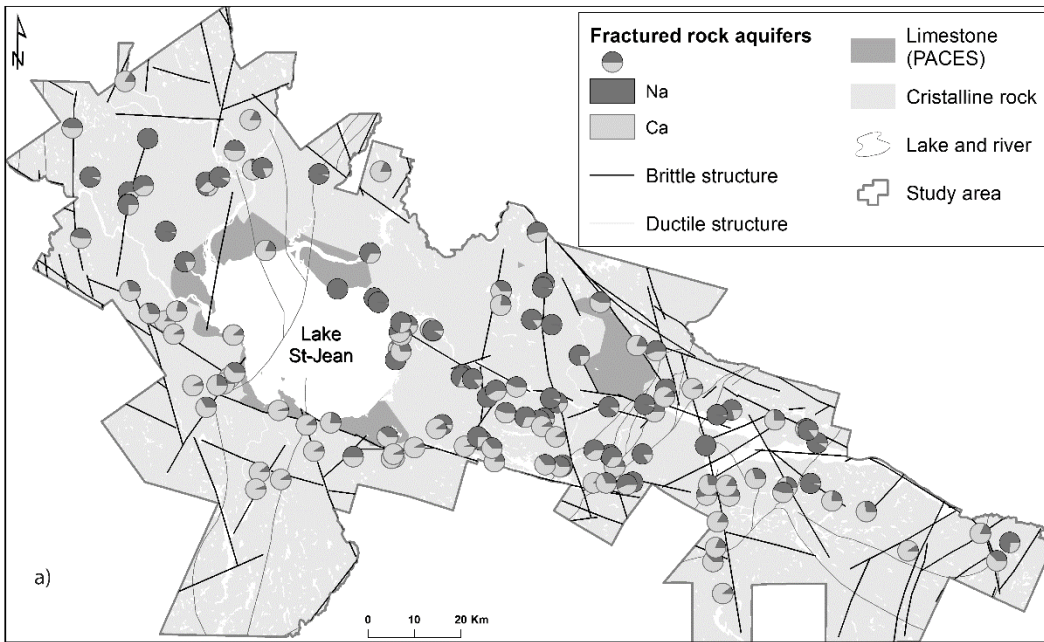 N
Fractured rock aquifers
Na
Ca
Brittle structure
Ductile structure
Limestone
(PACES)
Cristalline rock
Lake and river
Study area
Lake
St-Jean
a)
0 10 20 Km